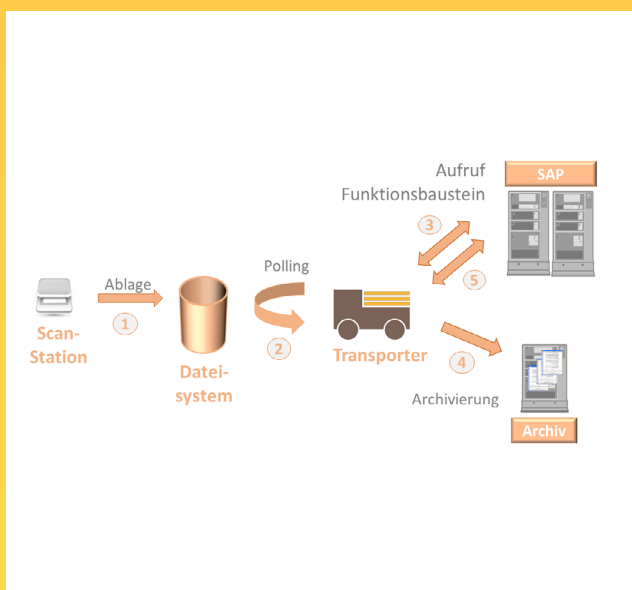 Aufruf
Funktionsbaustein
SAP
3
5
Ablage
1
Scan-
Station
Datei-
system
Polling
2
Transporter
4
Archivierung
Archiv